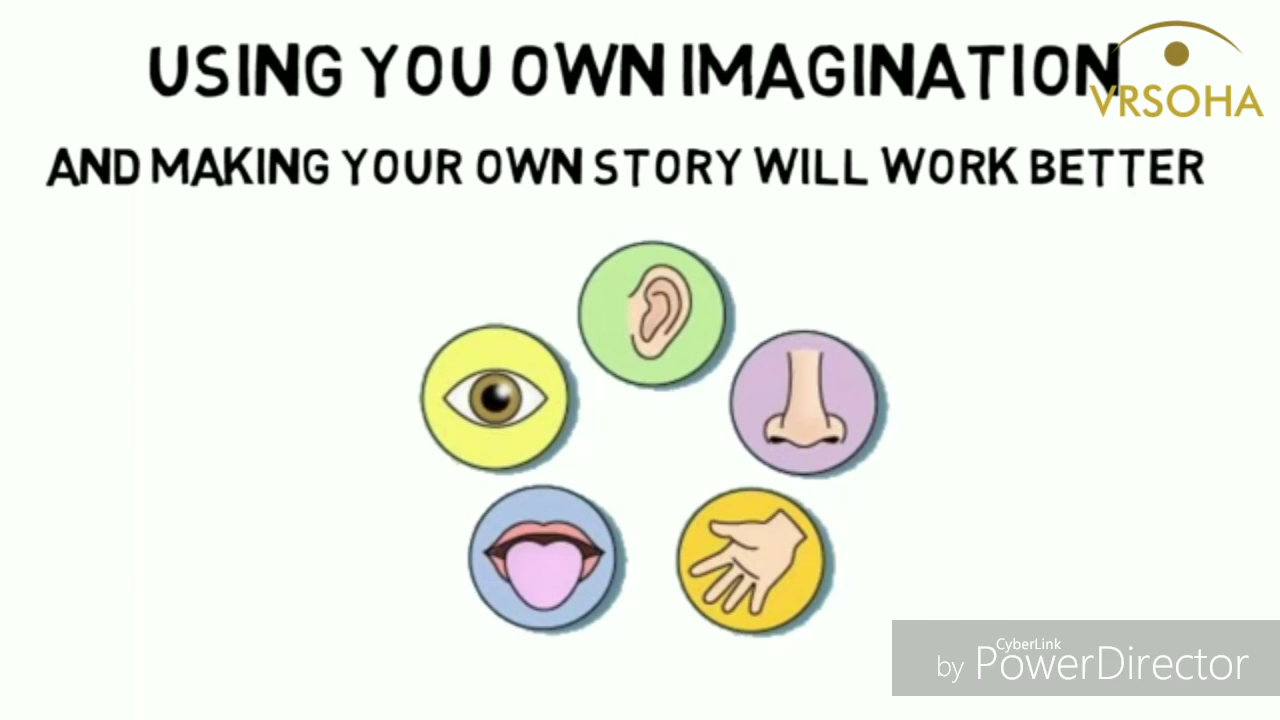 USING YOU OWN IMAGINATION
VRSOHA
AND MAKING YOUR OWN STORY WILL WORK BETTER
CyberLink
by PowerDirector